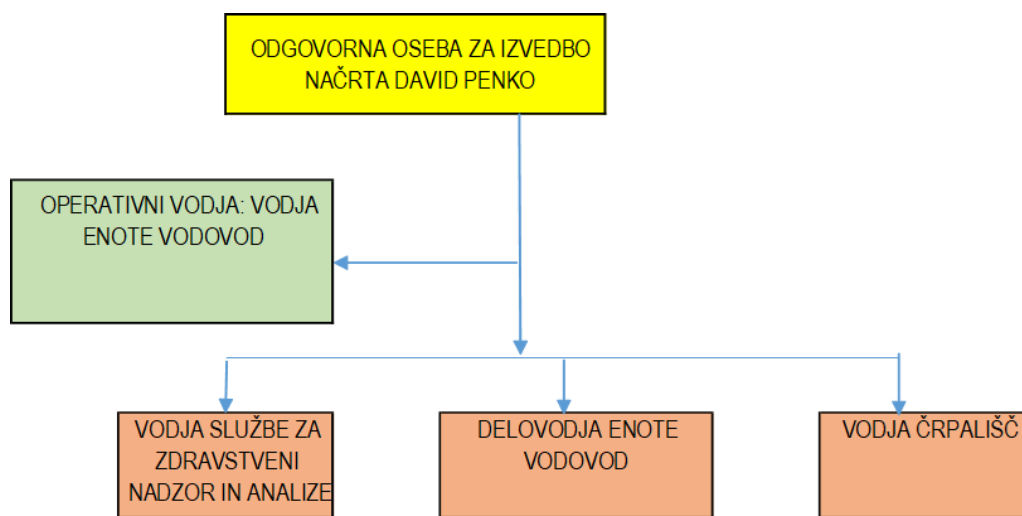 ODGOVORNA OSEBA ZA IZVEDBO
NAČRTA DAVID PENKO
OPERATIVNI VODJA: VODJA
ENOTE VODOVOD
VODJA SLUŽBE ZA
ZDRAVSTVENI
NADZOR IN ANALIZE
DELOVODJA ENOTE
VODOVOD
VODJA ČRPALIŠČ